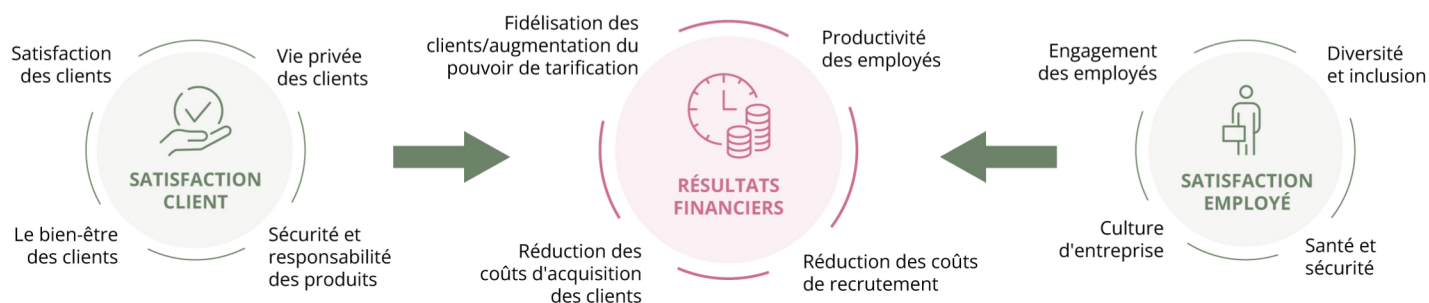 Satisfaction
des clients
Vie privée
des clients
SATISFACTION
CLIENT
Le bien-être
des clients
Sécurité et
responsabilité
des produits
Fidélisation des
clients/augmentation du
pouvoir de tarification
Productivité
des employés
RÉSULTATS
FINANCIERS
Réduction des
coûts d'acquisition
des clients
Réduction des coûts
de recrutement
Engagement
des employés
Diversité
et inclusion
SATISFACTION
EMPLOYÉ
Culture
d'entreprise
Santé et
sécurité